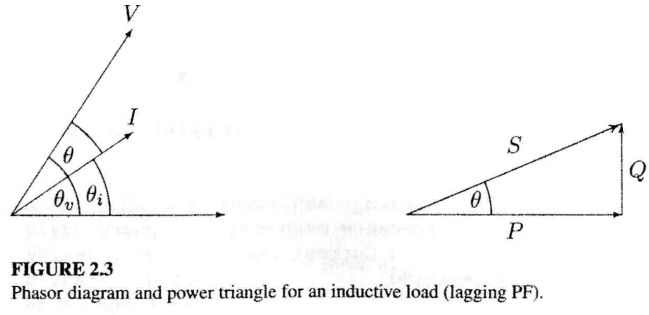 V
I
θ
θv
θi
S
Q
θ
P
FIGURE 2.3
Phasor diagram and power triangle for an inductive load (lagging PF).